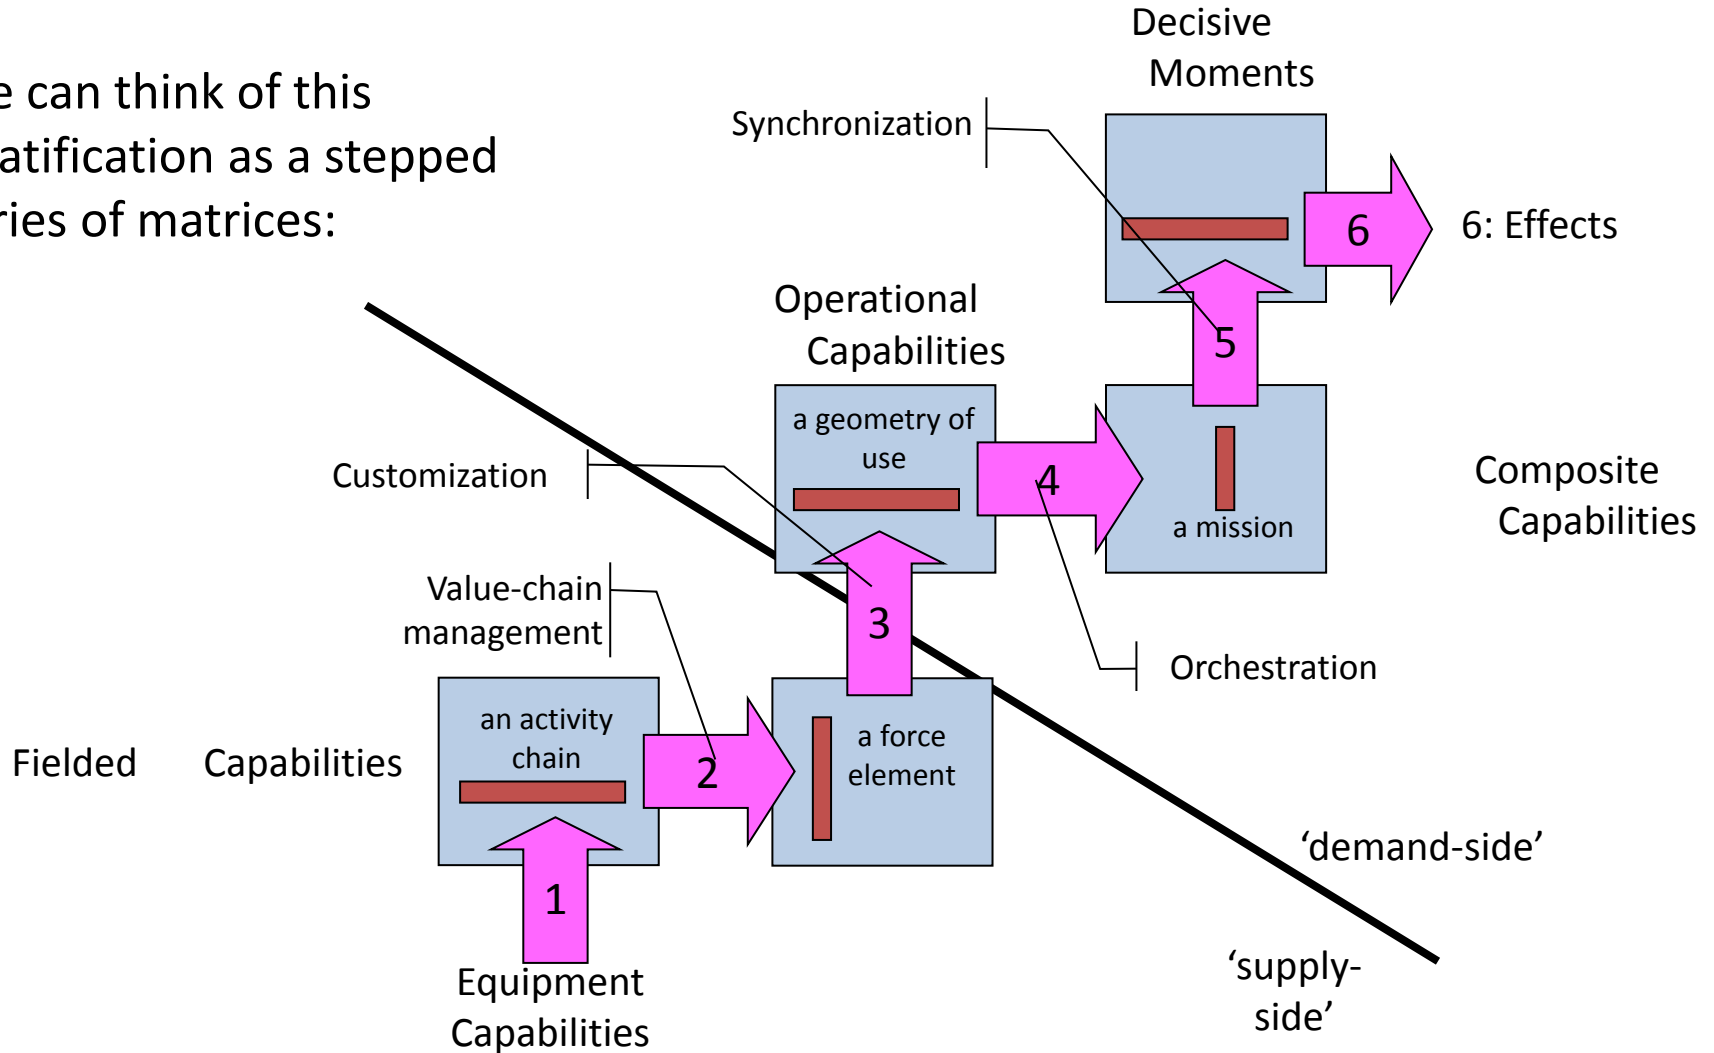 e can think of this
atification as a stepped
ries of matrices:
Decisive
Moments
Synchronization
6
6: Effects
Operational
Capabilities
5
a geometry of
use
4
Customization
a mission
Composite
Capabilities
Value-chain
management
3
Orchestration
an activity
chain
2
a force
element
Fielded Capabilities
1
‘demand-side’
Equipment
Capabilities
‘supply-
side’